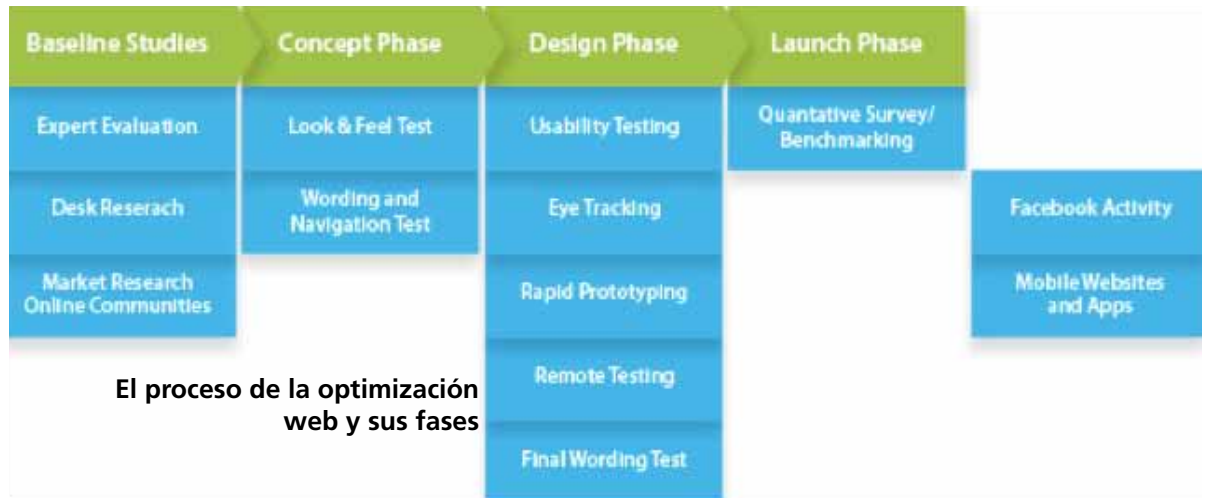 Baseline Studies
Concept Phase
Design Phase
Launch Phase
Expert Evaluation
Desk Reserach
Market Research
Online Communities
Look & Feel Test
Wording and
Navigation Test
Usability Testing
Eye Tracking
Rapid Prototyping
Remote Testing
Final Wording Test
Quantative Survey/
Benchmarking
Facebook Activity
Mobile Websites
and Apps
El proceso de la optimización
web y sus fases